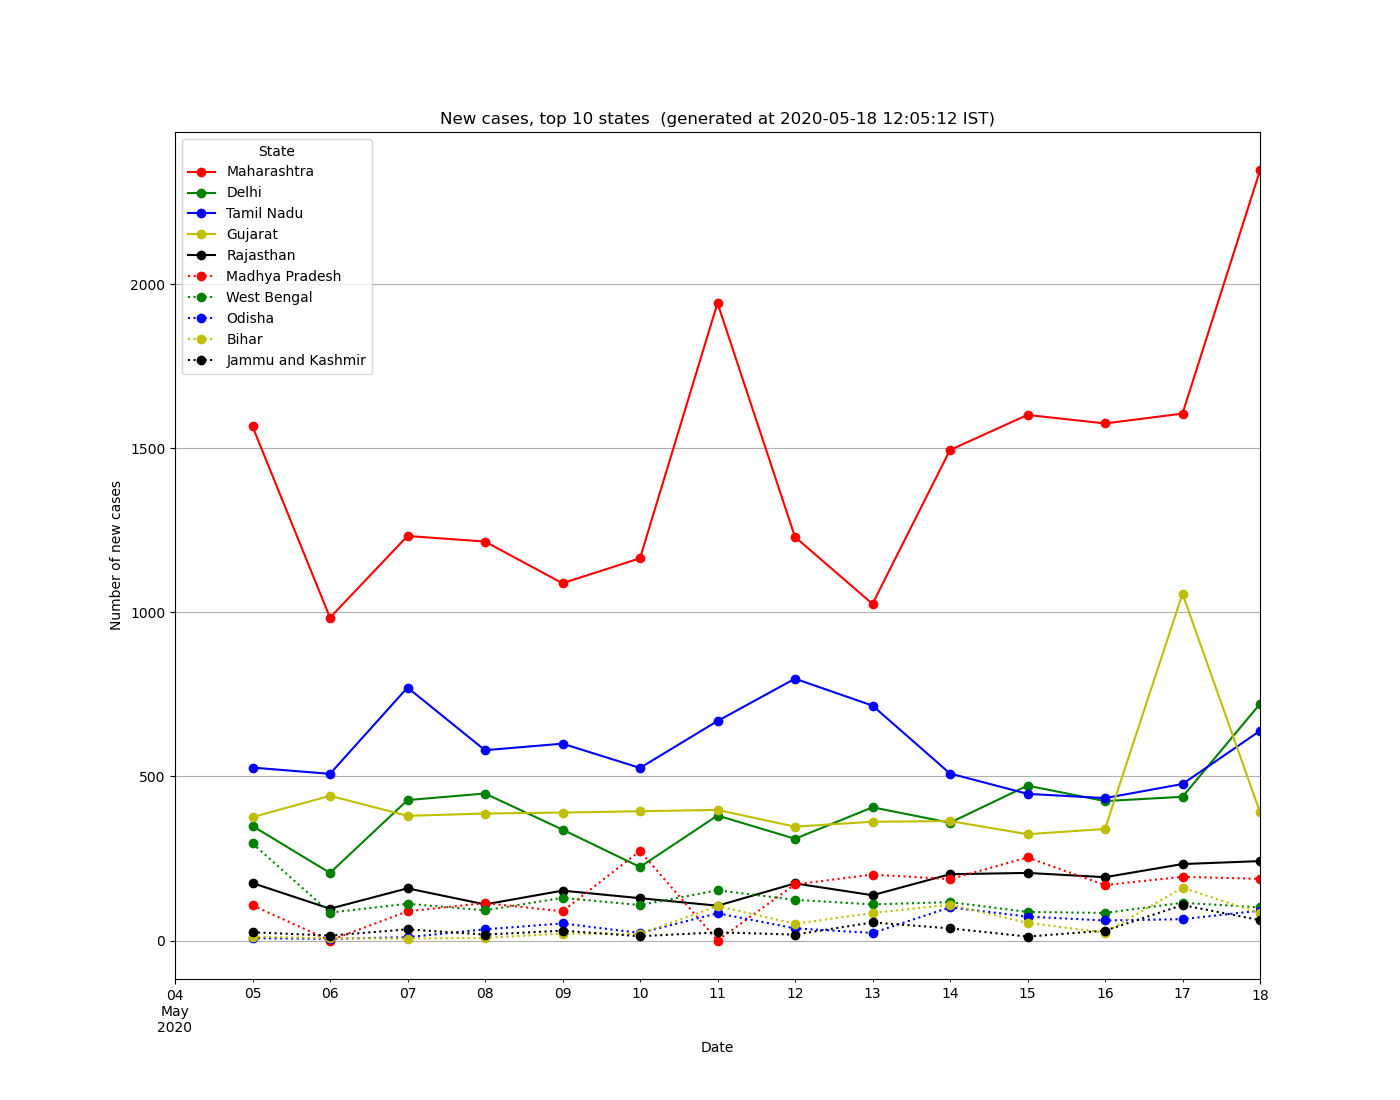 New cases, top 10 states  (generated at 2020-05-18 12:05:12 IST)
State
Maharashtra
Delhi
Tamil Nadu
Gujarat
Rajasthan
Madhya Pradesh
West Bengal
Odisha
Bihar
Jammu and Kashmir
Number of new cases
2000
1500
1000
500
0
04 05 06 07 08 09 10 11 12 13 14 15 16 17 18
May
2020
Date